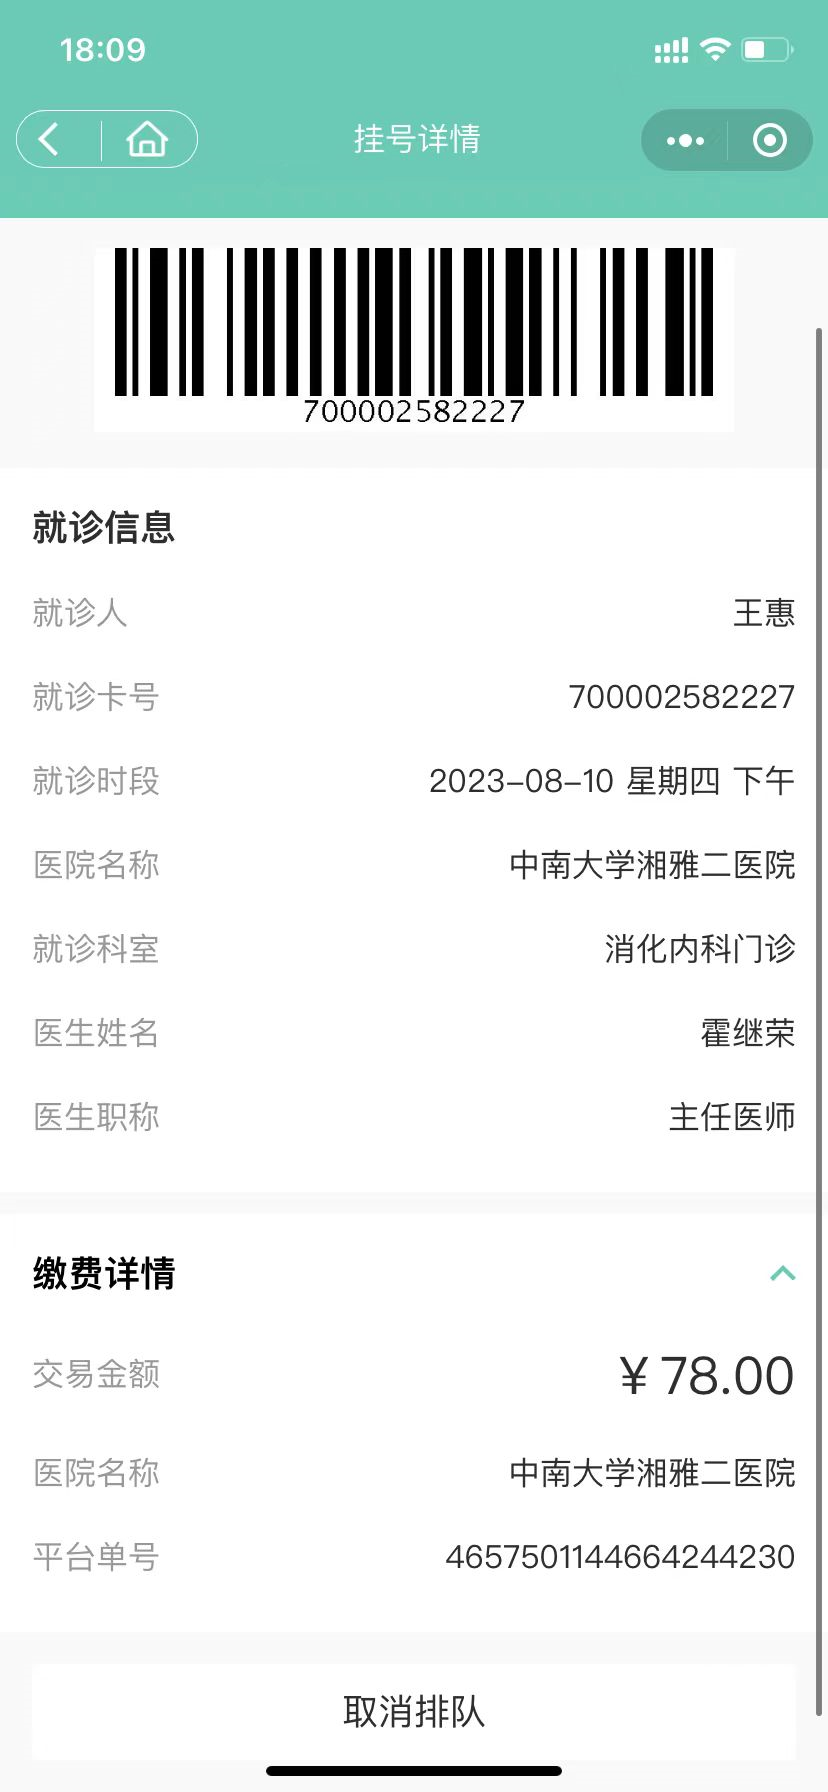 18:09
挂号详情
700002582227
就诊信息
就诊人 王惠
就诊卡号 700002582227
就诊时段 2023-08-10 星期四 下午
医院名称 中南大学湘雅二医院
就诊科室 消化内科门诊
医生姓名 霍继荣
医生职称 主任医师
缴费详情
交易金额 ¥ 78.00
医院名称 中南大学湘雅二医院
平台单号 4657501144664244230
取消排队